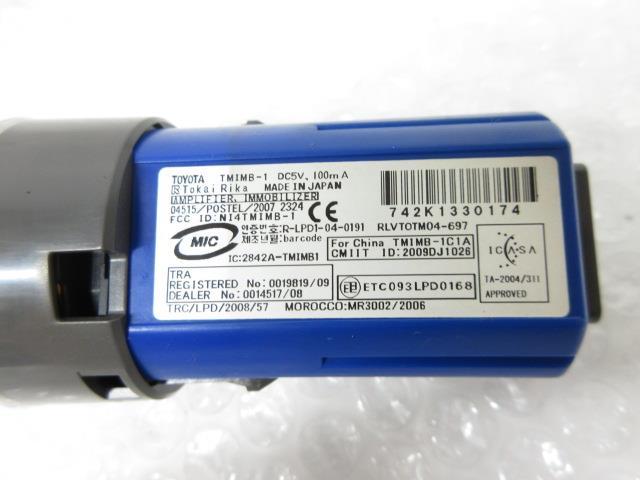 TOYOTA TMIMB-1 DC5V, 100mA
Tokai Rika MADE IN JAPAN
AMPLIFIER, IMMOBILIZER
04515/POSTEL/2007 2324
FCC ID:NI4TMIMB-1
CE
742K1330174
MIC
인증번호:R-LPD1-04-0191 RLVTOTM04-697
제조년월:barcode
For China TMIMB-1C1A
CMIIT ID:2009DJ1026
IC:2842A-TMIMB1
ICASA
TA-2004/311
APPROVED
TRA
REGISTERED No:0019819/09
DEALER No:0014517/08
ETC093LPD0168
TRC/LPD/2008/57 MOROCCO:MR3002/2006